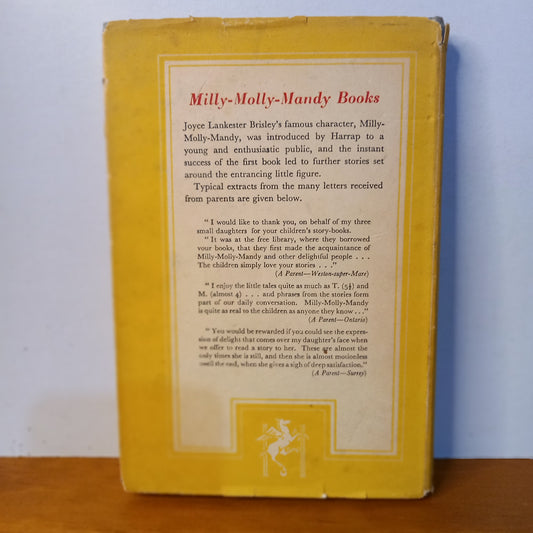 Milly-Molly-Mandy Books
Joyce Lankester Brisley's famous character, Milly-
Molly-Mandy, was introduced by Harrap to a
young and enthusiastic public, and the instant
success of the first book led to further stories set
around the entrancing little figure.
Typical extracts from the many letters received
from parents are given below.
"I would like to thank you, on behalf of my three
small daughters for your children's story-books.
"It was at the free library, where they borrowed
your books, that they first made the acquaintance of
Milly-Molly-Mandy and other delightful people . . .
The children simply love your stories . . ."
(A Parent—Weston-super-Mare)
"I enjoy the little tales quite as much as T. (5½) and
M. (almost 4) . . . and phrases from the stories form
part of our daily conversation. Milly-Molly-Mandy
is quite as real to the children as anyone they know . . ."
(A Parent—Ontario)
"You would be rewarded if you could see the expres-
sion of delight that comes over my daughter's face when
we offer to read a story to her. These are almost the
only times she is still, and then she is almost motionless
until the end, when she gives a sigh of deep satisfaction."
(A Parent—Surrey)